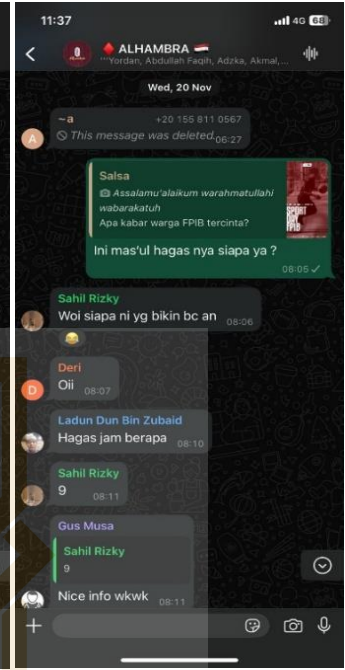 11:37
4G 68
ALHAMBRA
Yordan, Abdullah Faqih, Adzka, Akmal,...
Wed, 20 Nov
~a +20 155 811 0567
This message was deleted. 06:27
A
Salsa
Assalamu'alaikum warahmatullahi
wabarakatuh
Apa kabar warga FPIB tercinta?
SPORT
DAY
FPIB
Ini mas'ul hagas nya siapa ya ?
08:05
Sahil Rizky
Woi siapa ni yg bikin bc an 08:06
Deri
Oii 08:07
D
Ladun Dun Bin Zubaid
Hagas jam berapa 08:10
Sahil Rizky
9 08:11
Gus Musa
Sahil Rizky
9
Nice info wkwk 08:11